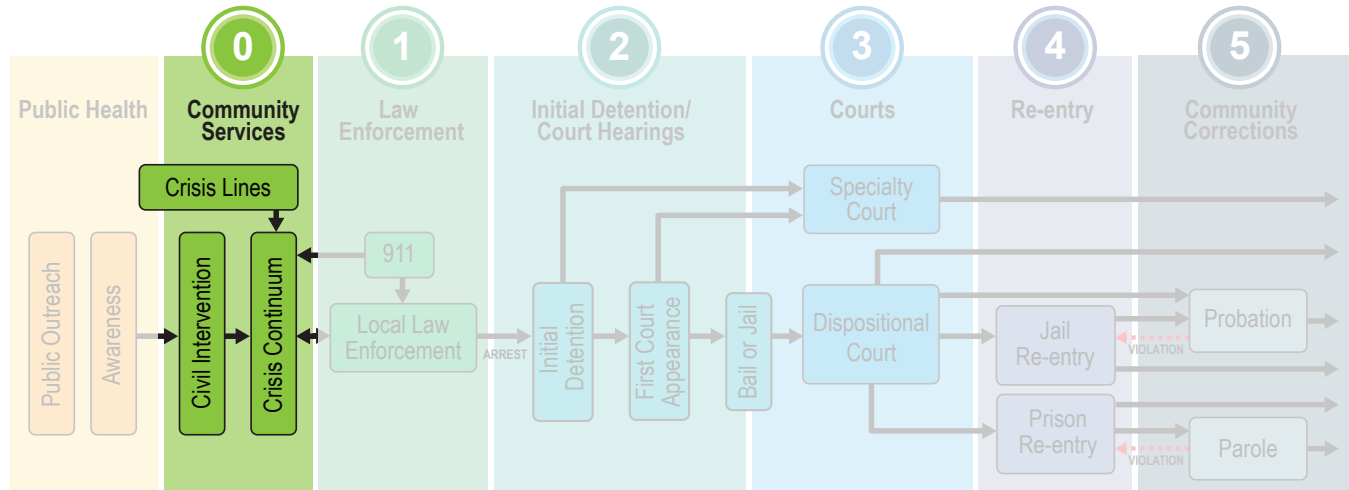 0
1
2
3
4
5
Public Health
Community
Services
Law
Enforcement
Initial Detention/
Court Hearings
Courts
Re-entry
Community
Corrections
Crisis Lines
Public Outreach
Awareness
Civil Intervention
Crisis Continuum
911
Local Law
Enforcement
ARREST
Initial
Detention
First Court
Appearance
Bail or Jail
Specialty
Court
Dispositional
Court
Jail
Re-entry
Prison
Re-entry
VIOLATION
VIOLATION
Probation
Parole